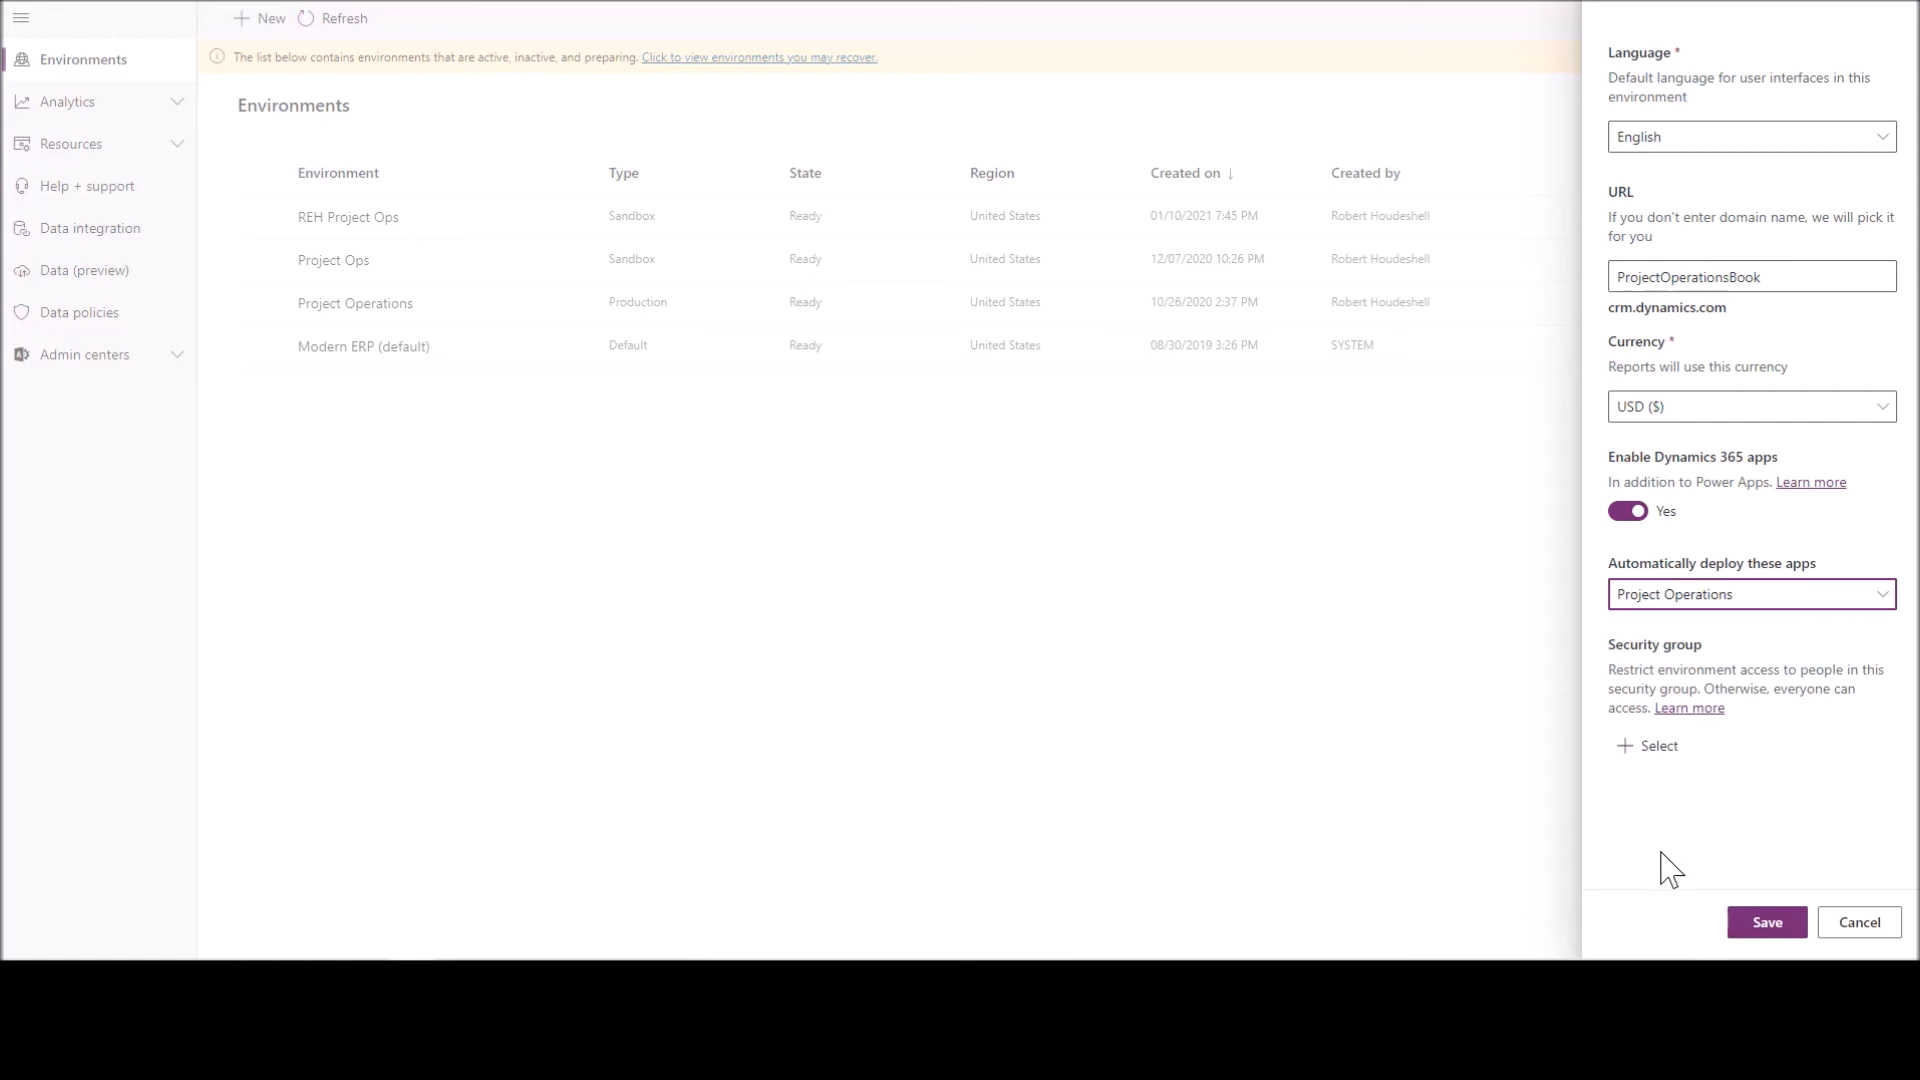 New Refresh
Environments
Analytics
Resources
Help + support
Data integration
Data (preview)
Data policies
Admin centers
The list below contains environments that are active, inactive, and preparing. Click to view environments you may recover.
Environments
Environment Type State Region Created on ↓ Created by
REH Project Ops Sandbox Ready United States 01/10/2021 7:45 PM Robert Houdeshell
Project Ops Sandbox Ready United States 12/07/2020 10:26 PM Robert Houdeshell
Project Operations Production Ready United States 10/26/2020 2:37 PM Robert Houdeshell
Modern ERP (default) Default Ready United States 08/30/2019 3:26 PM SYSTEM
Language *
Default language for user interfaces in this
environment
English
URL
If you don't enter domain name, we will pick it
for you
ProjectOperationsBook
crm.dynamics.com
Currency *
Reports will use this currency
USD ($)
Enable Dynamics 365 apps
In addition to Power Apps. Learn more
Yes
Automatically deploy these apps
Project Operations
Security group
Restrict environment access to people in this
security group. Otherwise, everyone can
access. Learn more
Select
Save Cancel